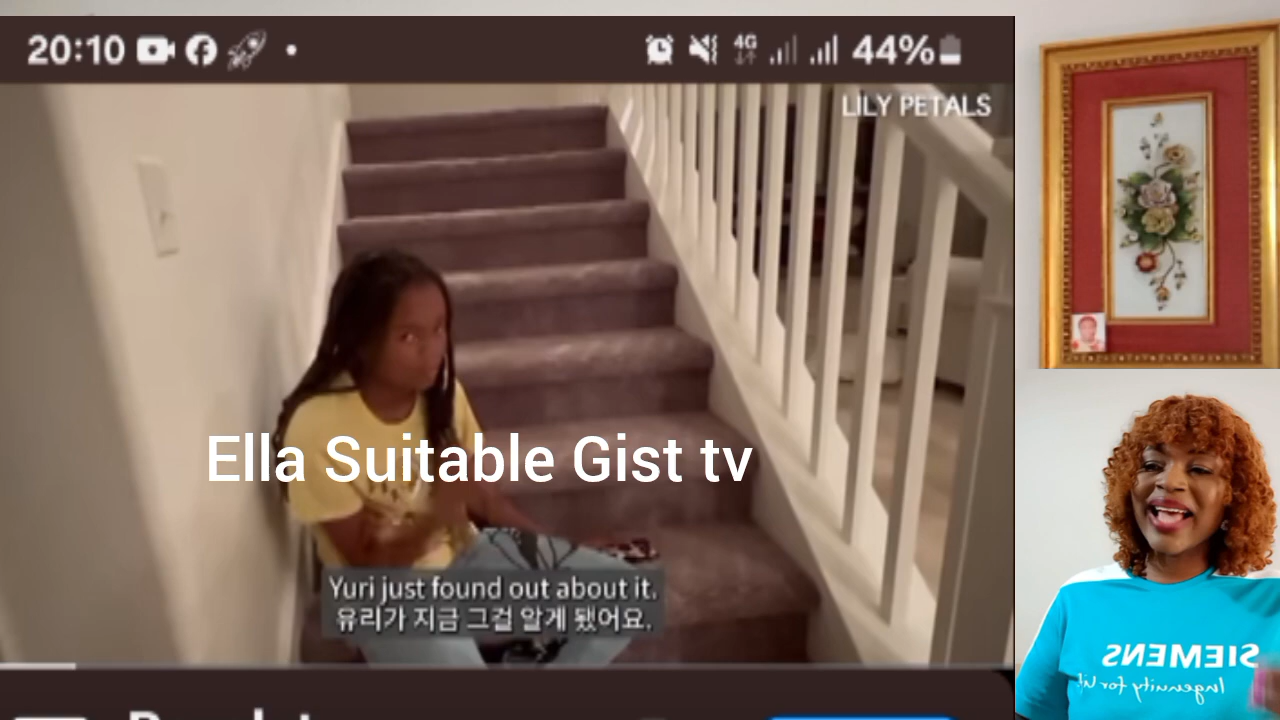 20:10
4G
44%
LILY PETALS
Ella Suitable Gist tv
Yuri just found out about it.
유리가 지금 그걸 알게 됐어요.
SIEMENS
Ingenuity for